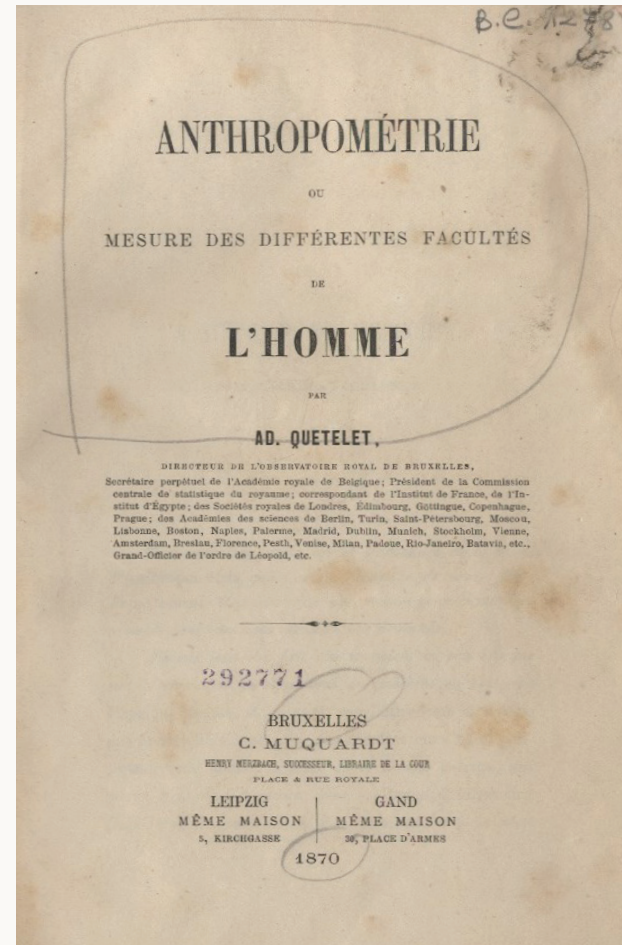 B.C. 1278
ANTHROPOMÉTRIE
OU
MESURE DES DIFFÉRENTES FACULTÉS
DE
L'HOMME
PAR
AD. QUETELET,
DIRECTEUR DE L'OBSERVATOIRE ROYAL DE BRUXELLES,
Secrétaire perpétuel de l'Académie royale de Belgique; Président de la Commission
centrale de statistique du royaume; correspondant de l'Institut de France, de l'In-
stitut d'Égypte; des Sociétés royales de Londres, Édimbourg, Göttingue, Copenhague,
Prague; des Académies des sciences de Berlin, Turin, Saint-Pétersbourg, Moscou,
Lisbonne, Boston, Naples, Palerme, Madrid, Dublin, Munich, Stockholm, Vienne,
Amsterdam, Breslau, Florence, Pesth, Venise, Milan, Padoue, Rio-Janeiro, Batavia, etc.,
Grand-Officier de l'ordre de Léopold, etc.
292771
BRUXELLES
C. MUQUARDT
HENRY MERZBACH, SUCCESSEUR, LIBRAIRE DE LA COUR
PLACE & RUE ROYALE
LEIPZIG
MÊME MAISON
5, KIRCHGASSE
GAND
MÊME MAISON
PLACE D'ARMES
1870